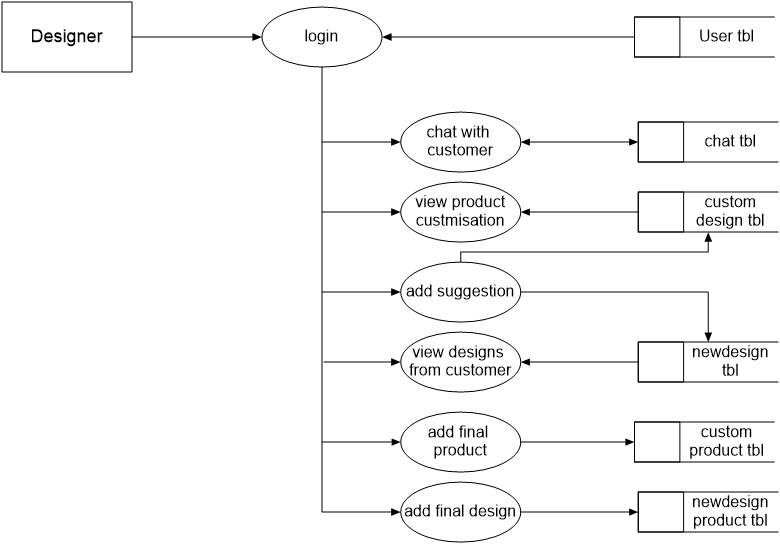 Designer
login
User tbl
chat with
customer
chat tbl
view product
custmisation
custom
design tbl
add suggestion
view designs
from customer
newdesign
tbl
add final
product
custom
product tbl
add final design
newdesign
product tbl